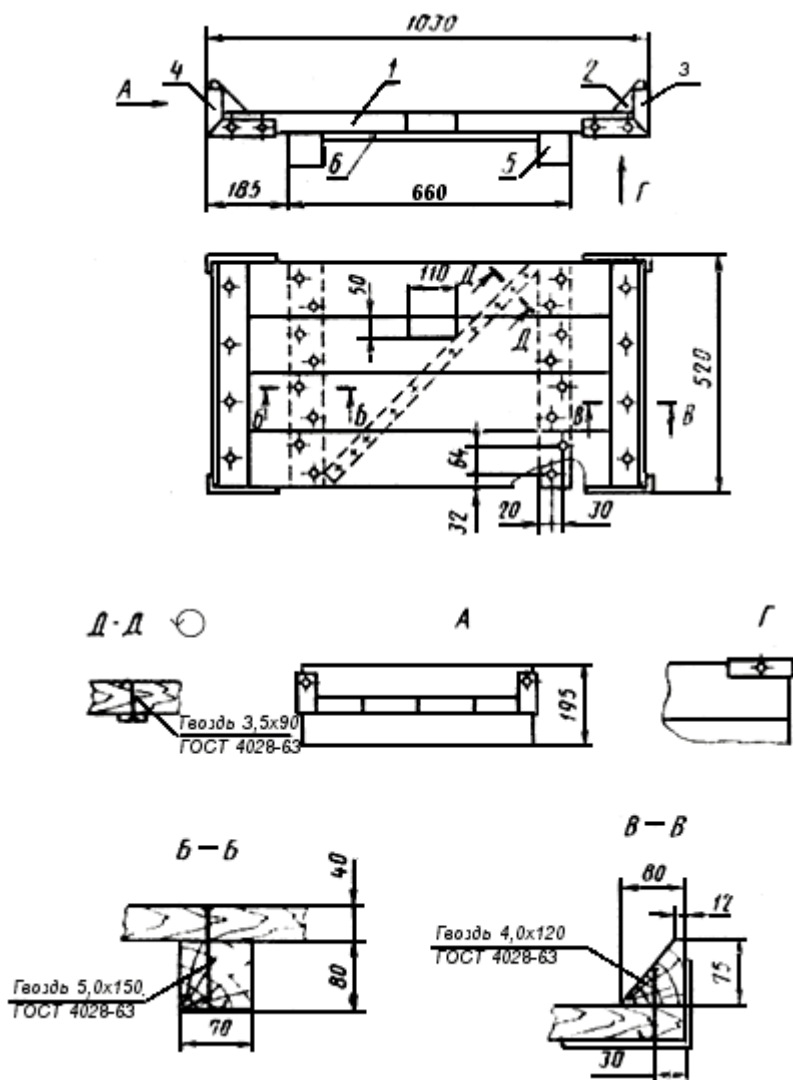 1030
4
1
2
3
А
6
5
Г
185
660
110
Д
50
Д
520
б
б
В
В
64
32
20
30
Д-Д
А
Г
195
Гвоздь 3,5х90
ГОСТ 4028-63
Б — Б
В — В
40
80
12
Гвоздь 4,0х120
ГОСТ 4028-63
75
80
Гвоздь 5,0х150
ГОСТ 4028-63
70
30